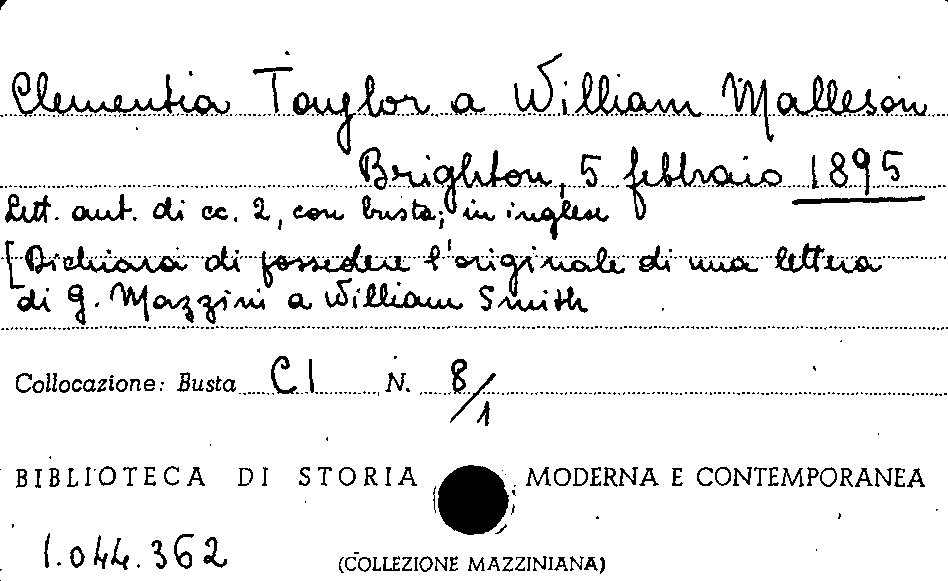 Clementia Taylor a William Malleson
Brighton, 5 febbraio 1895
Lett. aut. di cc. 2, con busta; in inglese
[Dichiara di possedere l'originale di una lettera
di G. Mazzini a William Smith
Collocazione: Busta CI N. 8/1
BIBLIOTECA DI STORIA MODERNA E CONTEMPORANEA
1.044.362
(COLLEZIONE MAZZINIANA)